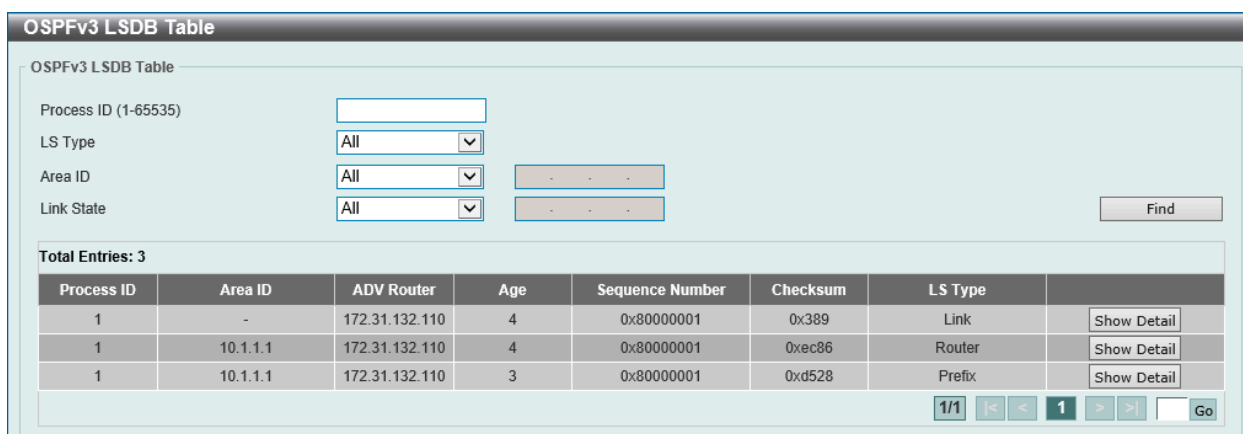 OSPFv3 LSDB Table
OSPFv3 LSDB Table
Process ID (1-65535)
LS Type All
Area ID All . . .
Link State All . . . Find
Total Entries: 3
Process ID Area ID ADV Router Age Sequence Number Checksum LS Type
1 - 172.31.132.110 4 0x80000001 0x389 Link Show Detail
1 10.1.1.1 172.31.132.110 4 0x80000001 0xec86 Router Show Detail
1 10.1.1.1 172.31.132.110 3 0x80000001 0xd528 Prefix Show Detail
1/1 |< < 1 > >| Go